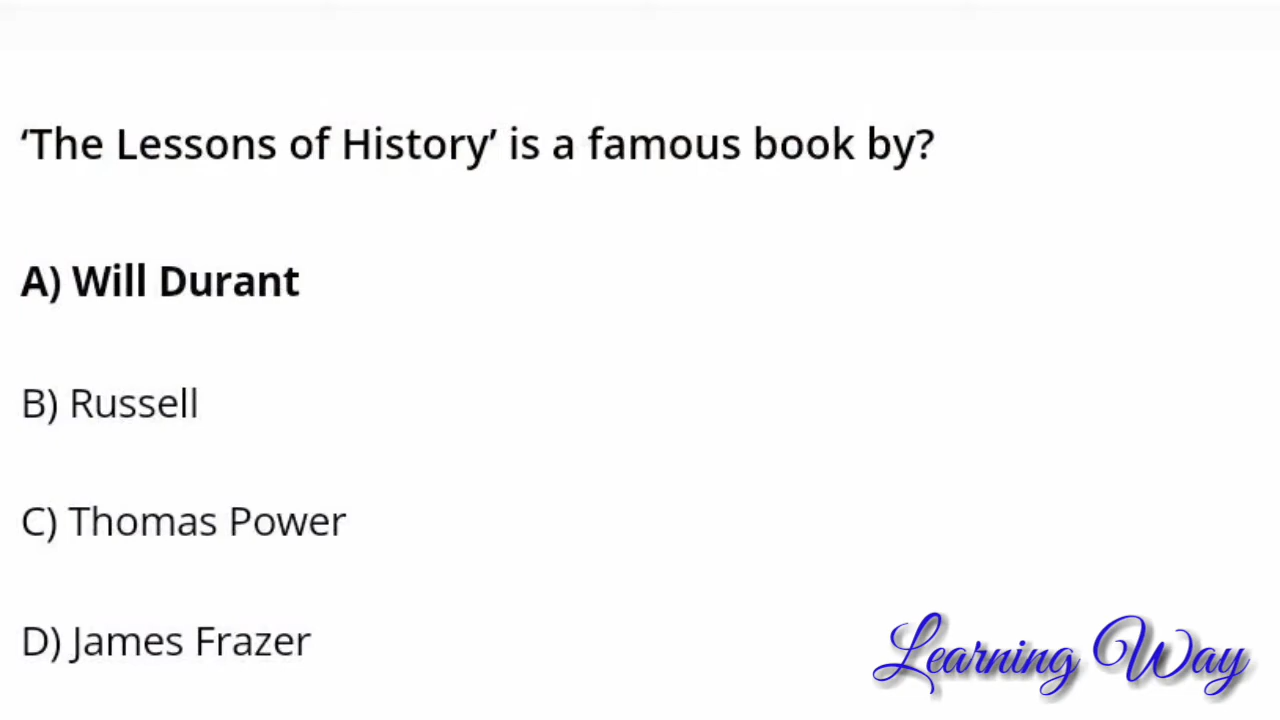 ‘The Lessons of History’ is a famous book by?
A) Will Durant
B) Russell
C) Thomas Power
D) James Frazer
Learning Way